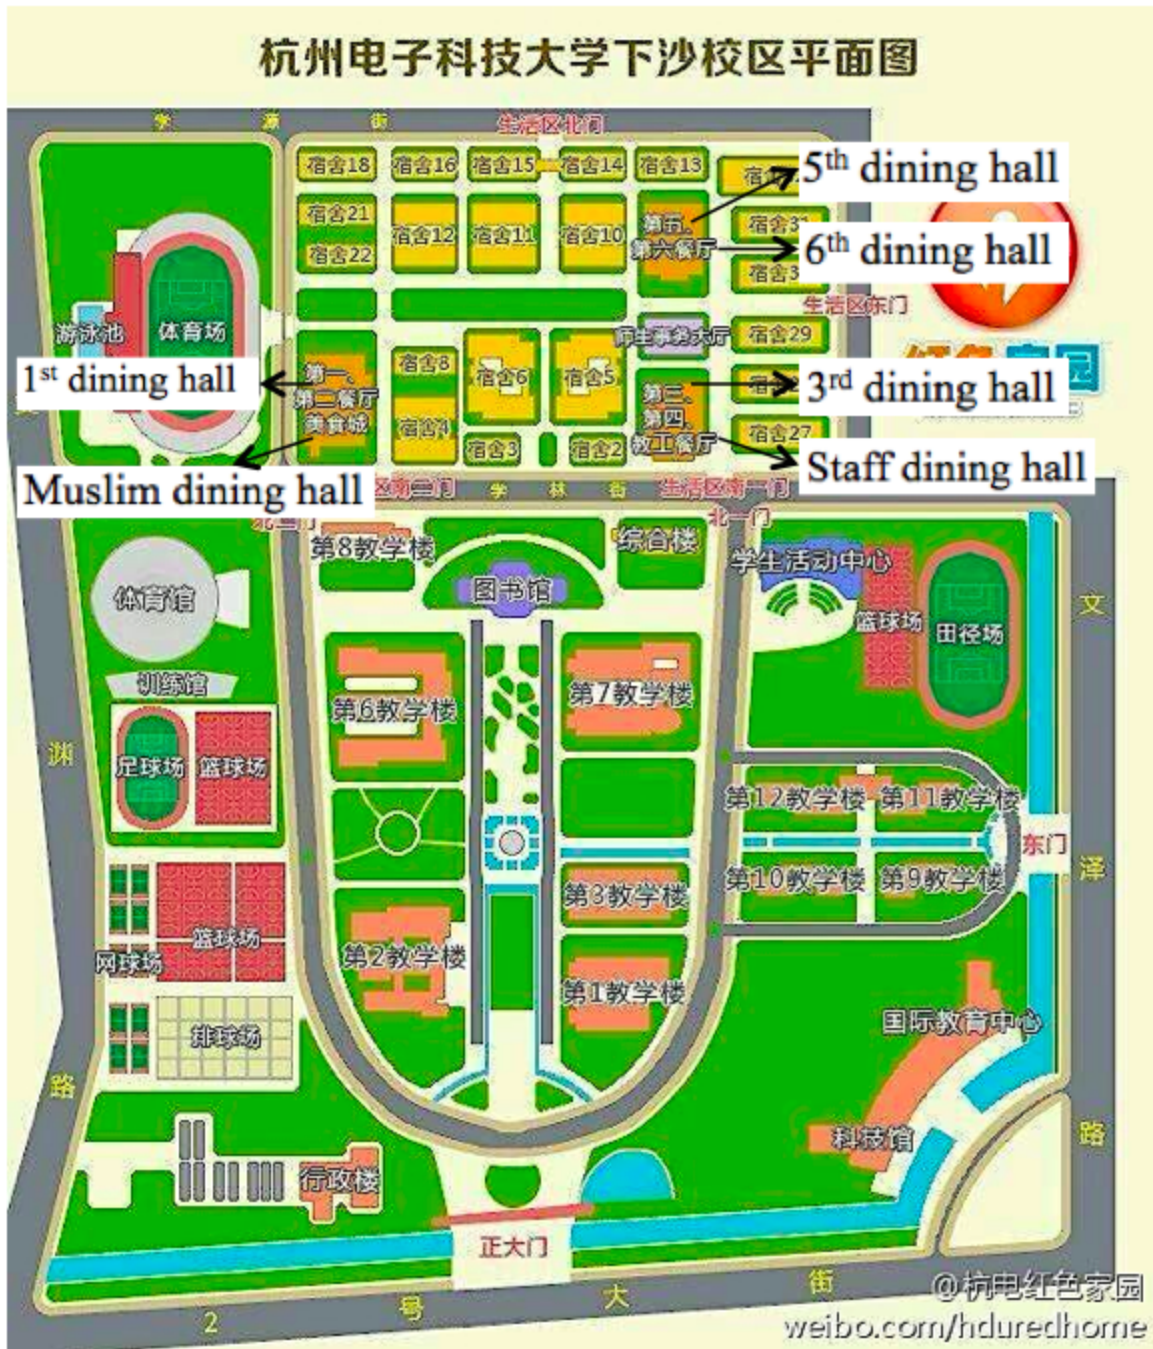 杭州电子科技大学下沙校区平面图
学 源 街
生活区北门
宿舍18
宿舍16
宿舍15
宿舍14
宿舍13
5th dining hall
宿舍21
宿舍22
宿舍12
宿舍11
宿舍10
第五、
第六餐厅
宿舍31
6th dining hall
宿舍3
生活区东门
游泳池
体育场
师生事务大厅
宿舍29
1st dining hall
第一、
第二餐厅
美食城
宿舍8
宿舍6
宿舍5
宿舍4
宿舍3
宿舍2
第三、
第四、
教工餐厅
3rd dining hall
宿舍27
Staff dining hall
Muslim dining hall
区南二门
学 林 街
生活区南一门
北一门
第8教学楼
综合楼
图书馆
学生活动中心
体育馆
篮球场
田径场
文
训练馆
第6教学楼
第7教学楼
渊
足球场
篮球场
第12教学楼
第11教学楼
东门
泽
第10教学楼
第9教学楼
第3教学楼
篮球场
网球场
第2教学楼
第1教学楼
国际教育中心
排球场
路
科技馆
路
行政楼
正大门
2 号 大 街
@杭电红色家园
weibo.com/hduredhome